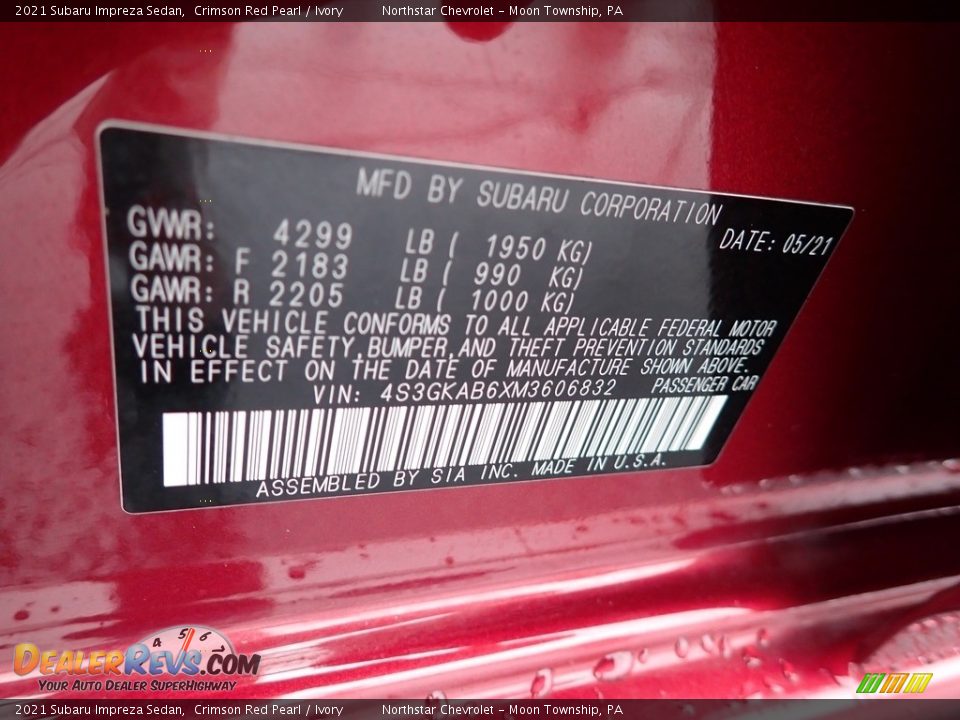 2021 Subaru Impreza Sedan, Crimson Red Pearl / Ivory Northstar Chevrolet - Moon Township, PA
MFD BY SUBARU CORPORATION
GVWR: 4299 LB ( 1950 KG) DATE: 05/21
GAWR: F 2183 LB ( 990 KG)
GAWR: R 2205 LB ( 1000 KG)
THIS VEHICLE CONFORMS TO ALL APPLICABLE FEDERAL MOTOR
VEHICLE SAFETY, BUMPER, AND THEFT PREVENTION STANDARDS
IN EFFECT ON THE DATE OF MANUFACTURE SHOWN ABOVE.
VIN: 4S3GKAB6XM3606832 PASSENGER CAR
ASSEMBLED BY SIA INC. MADE IN U.S.A.
4 5 6
DEALERREVS.COM
YOUR AUTO DEALER SUPERHIGHWAY
2021 Subaru Impreza Sedan, Crimson Red Pearl / Ivory Northstar Chevrolet - Moon Township, PA